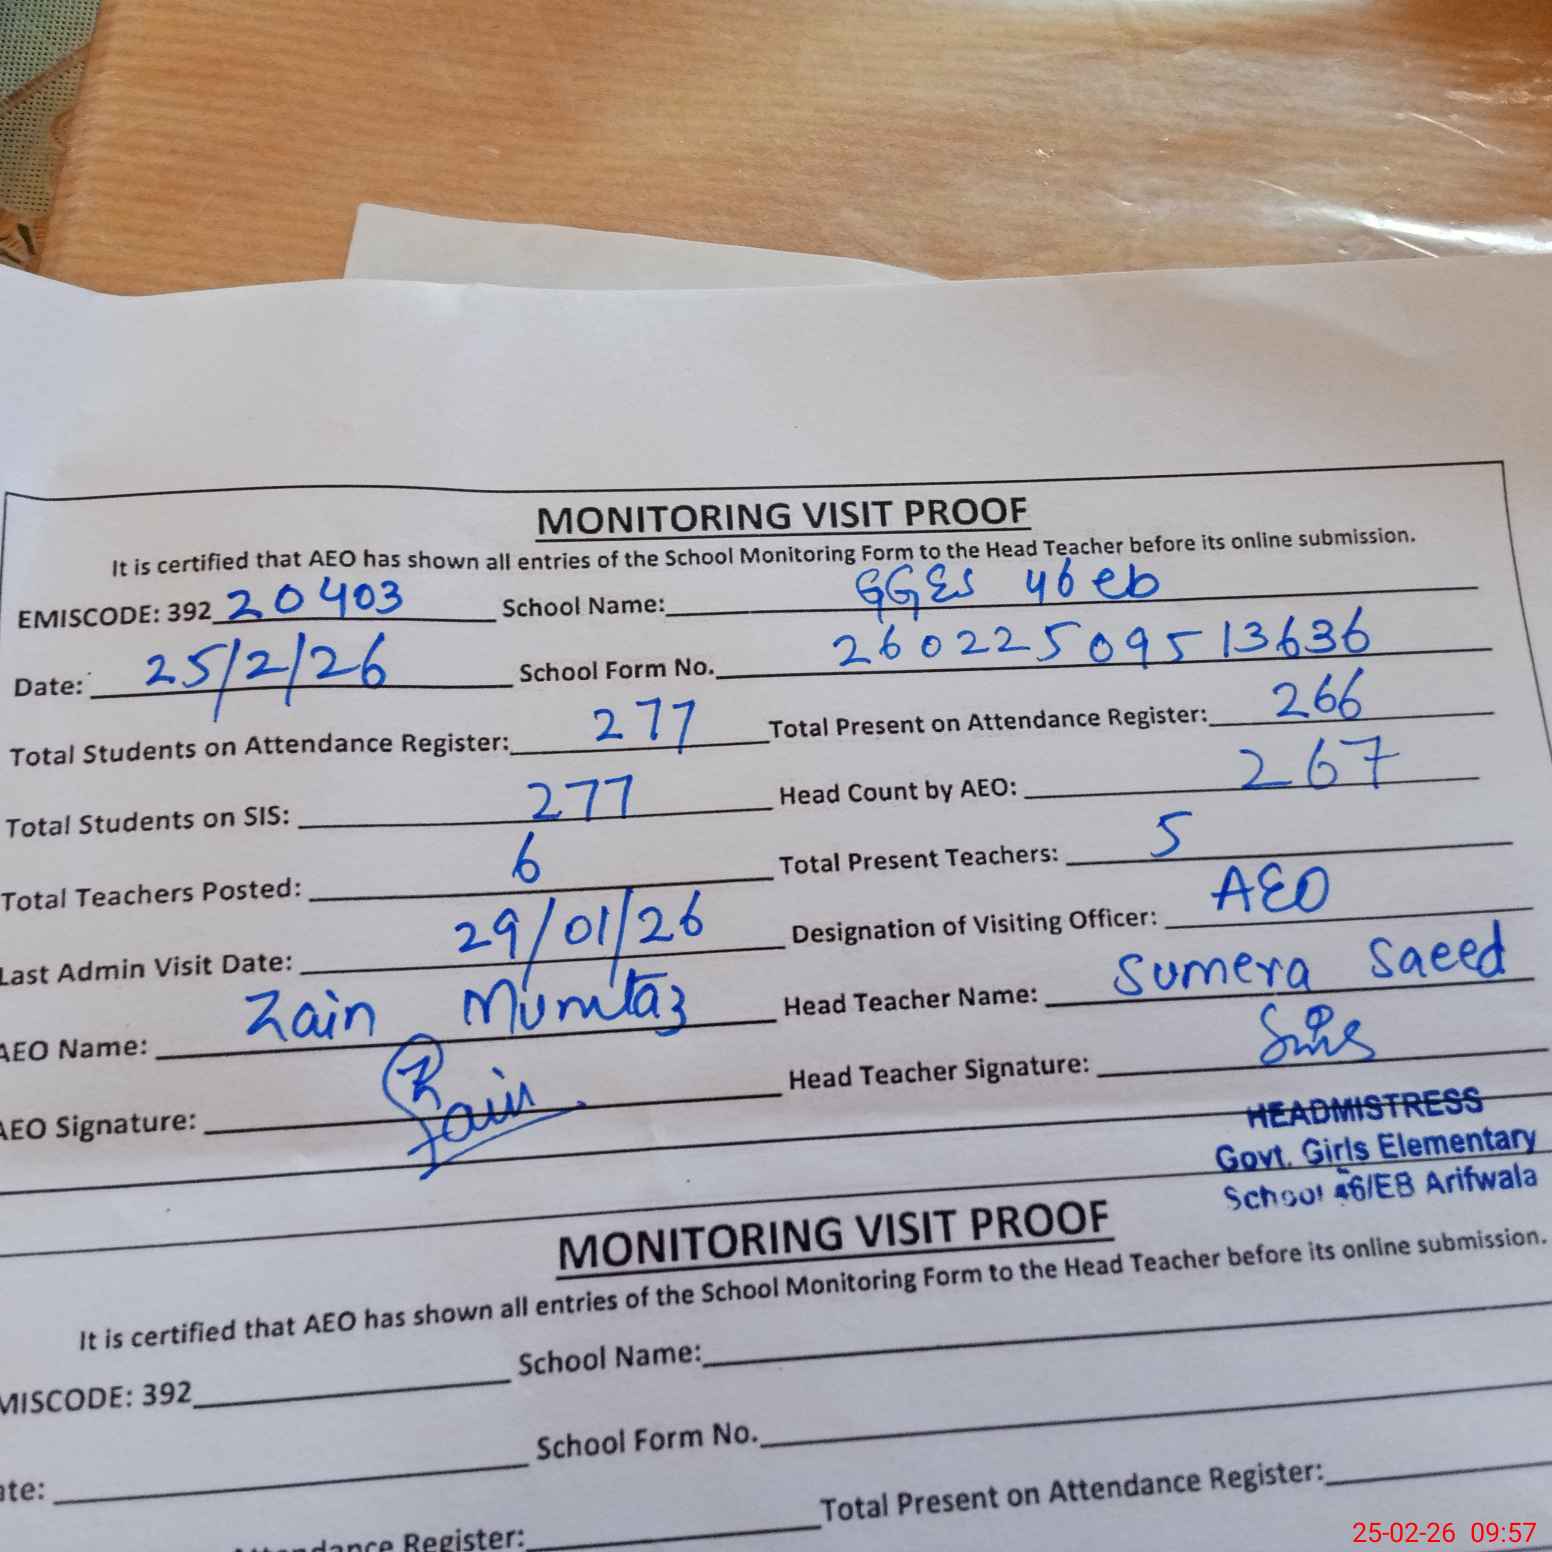 MONITORING VISIT PROOF
It is certified that AEO has shown all entries of the School Monitoring Form to the Head Teacher before its online submission.
EMISCODE: 392 20403 School Name: GGES 46 eb
Date: 25/2/26 School Form No. 26022509513636
Total Students on Attendance Register: 277 Total Present on Attendance Register: 266
Total Students on SIS: 277 Head Count by AEO: 267
Total Teachers Posted: 6 Total Present Teachers: 5
Last Admin Visit Date: 29/01/26 Designation of Visiting Officer: AEO
AEO Name: Zain Mumtaz Head Teacher Name: Sumera Saeed
AEO Signature: Zain Head Teacher Signature:
HEADMISTRESS
Govt. Girls Elementary
School 46/EB Arifwala
MONITORING VISIT PROOF
It is certified that AEO has shown all entries of the School Monitoring Form to the Head Teacher before its online submission.
MISCODE: 392 School Name:
ate: School Form No.
ndance Register: Total Present on Attendance Register:
25-02-26 09:57